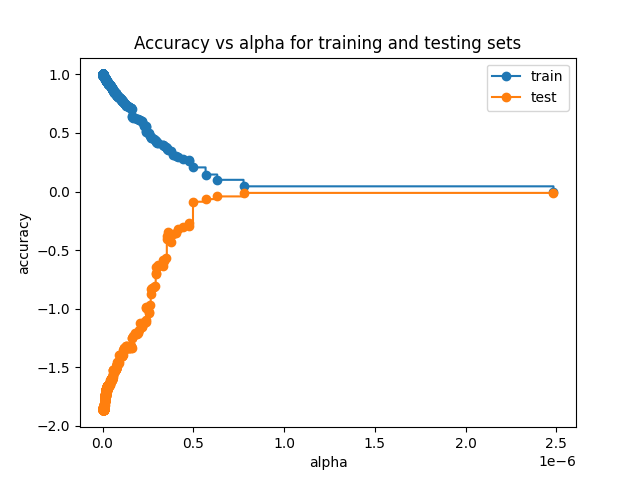 Accuracy vs alpha for training and testing sets
train
test
accuracy
1.0
0.5
0.0
−0.5
−1.0
−1.5
−2.0
0.0 0.5 1.0 1.5 2.0 2.5
1e−6
alpha